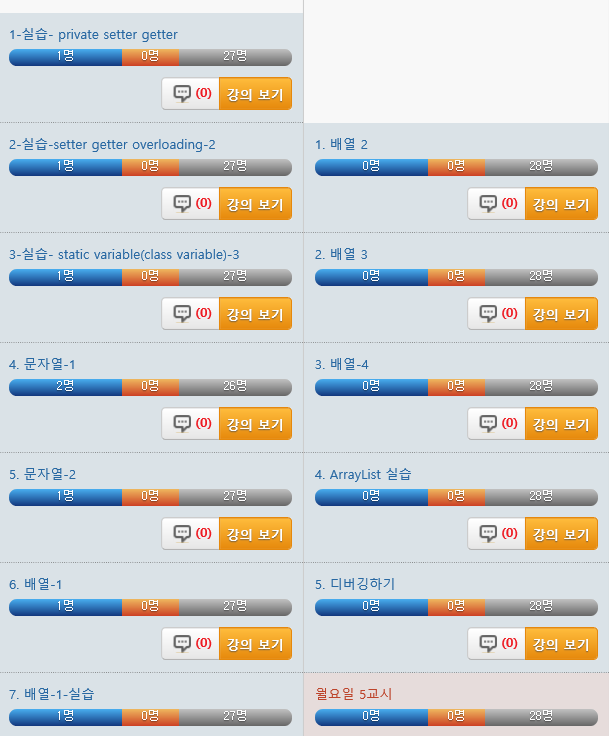 1-실습- private setter getter
1명 0명 27명
(0) 강의 보기
2-실습-setter getter overloading-2
1명 0명 27명
(0) 강의 보기
3-실습- static variable(class variable)-3
1명 0명 27명
(0) 강의 보기
4. 문자열-1
2명 0명 26명
(0) 강의 보기
5. 문자열-2
1명 0명 27명
(0) 강의 보기
6. 배열-1
1명 0명 27명
(0) 강의 보기
7. 배열-1-실습
1명 0명 27명
1. 배열 2
0명 0명 28명
(0) 강의 보기
2. 배열 3
0명 0명 28명
(0) 강의 보기
3. 배열-4
0명 0명 28명
(0) 강의 보기
4. ArrayList 실습
0명 0명 28명
(0) 강의 보기
5. 디버깅하기
0명 0명 28명
(0) 강의 보기
월요일 5교시
0명 0명 28명